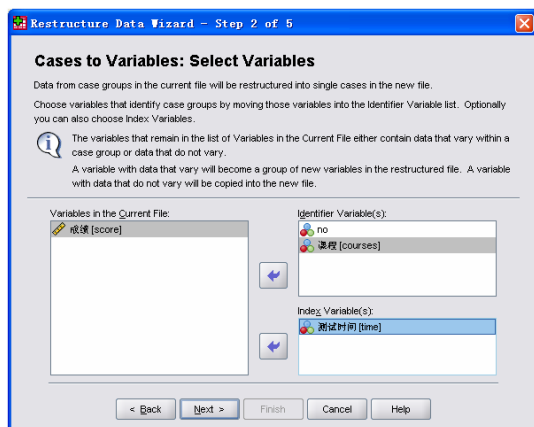 Restructure Data Wizard - Step 2 of 5
Cases to Variables: Select Variables
Data from case groups in the current file will be restructured into single cases in the new file.
Choose variables that identify case groups by moving those variables into the Identifier Variable list. Optionally
you can also choose Index Variables.
The variables that remain in the list of Variables in the Current File either contain data that vary within a
case group or data that do not vary.
A variable with data that vary will become a group of new variables in the restructured file. A variable
with data that do not vary will be copied into the new file.
Variables in the Current File:
成绩 [score]
Identifier Variable(s):
no
课程 [courses]
Index Variable(s):
测试时间 [time]
< Back
Next >
Finish
Cancel
Help